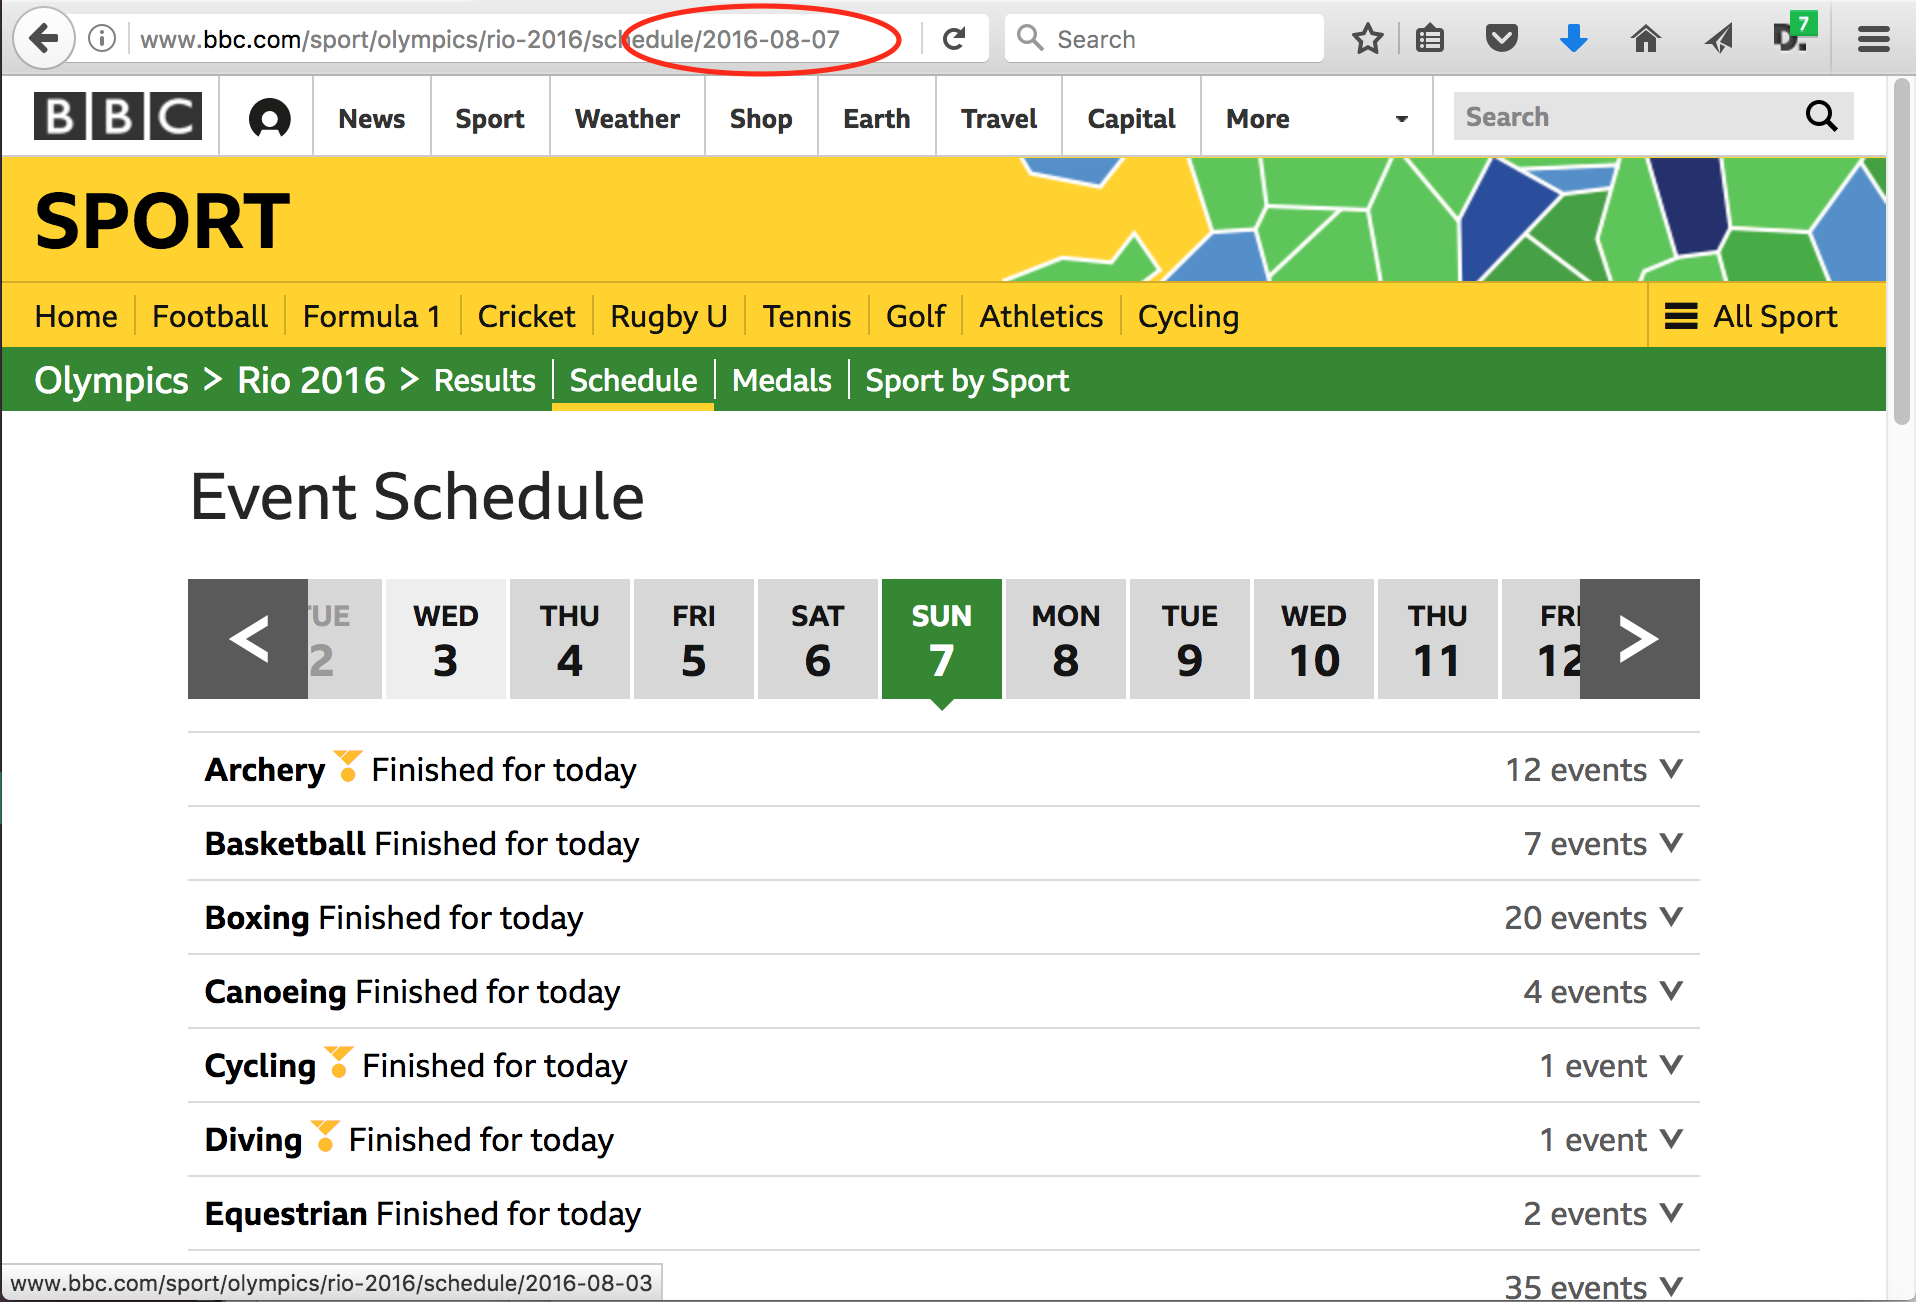 www.bbc.com/sport/olympics/rio-2016/schedule/2016-08-07
Search
7
D.
BBC
News
Sport
Weather
Shop
Earth
Travel
Capital
More
Search
SPORT
Home
Football
Formula 1
Cricket
Rugby U
Tennis
Golf
Athletics
Cycling
All Sport
Olympics > Rio 2016 > Results
Schedule
Medals
Sport by Sport
Event Schedule
<
TUE
2
WED
3
THU
4
FRI
5
SAT
6
SUN
7
MON
8
TUE
9
WED
10
THU
11
FRI
12
>
Archery Finished for today 12 events
Basketball Finished for today 7 events
Boxing Finished for today 20 events
Canoeing Finished for today 4 events
Cycling Finished for today 1 event
Diving Finished for today 1 event
Equestrian Finished for today 2 events
35 events
www.bbc.com/sport/olympics/rio-2016/schedule/2016-08-03